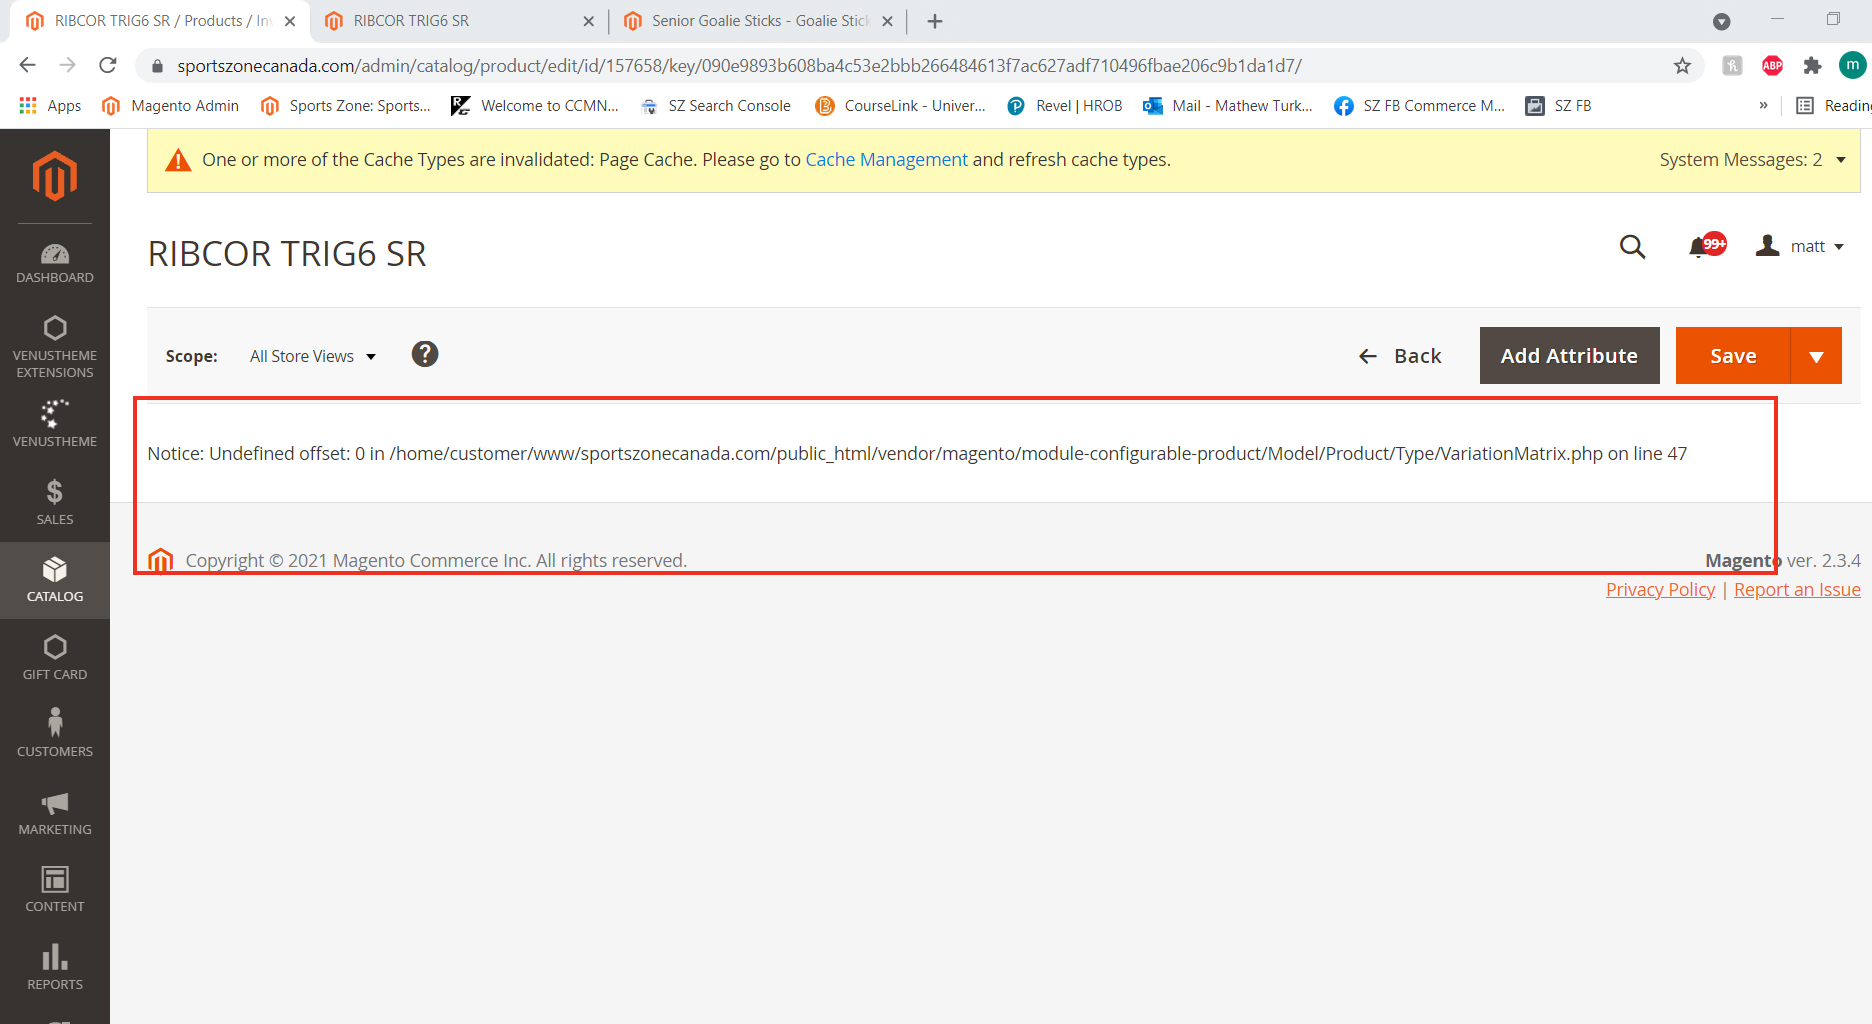 RIBCOR TRIG6 SR / Products / Inv
RIBCOR TRIG6 SR
Senior Goalie Sticks - Goalie Stick
sportszonecanada.com/admin/catalog/product/edit/id/157658/key/090e9893b608ba4c53e2bbb266484613f7ac627adf710496fbae206c9b1da1d7/
ABP
m
Apps
Magento Admin
Sports Zone: Sports...
Welcome to CCMN...
SZ Search Console
CourseLink - Univer...
Revel | HROB
Mail - Mathew Turk...
SZ FB Commerce M...
SZ FB
»
Reading
One or more of the Cache Types are invalidated: Page Cache. Please go to Cache Management and refresh cache types.
System Messages: 2
RIBCOR TRIG6 SR
99+
matt
Scope:
All Store Views
?
Back
Add Attribute
Save
Notice: Undefined offset: 0 in /home/customer/www/sportszonecanada.com/public_html/vendor/magento/module-configurable-product/Model/Product/Type/VariationMatrix.php on line 47
Copyright © 2021 Magento Commerce Inc. All rights reserved.
Magento ver. 2.3.4
Privacy Policy | Report an Issue
DASHBOARD
VENUSTHEME
EXTENSIONS
VENUSTHEME
$
SALES
CATALOG
GIFT CARD
CUSTOMERS
MARKETING
CONTENT
REPORTS